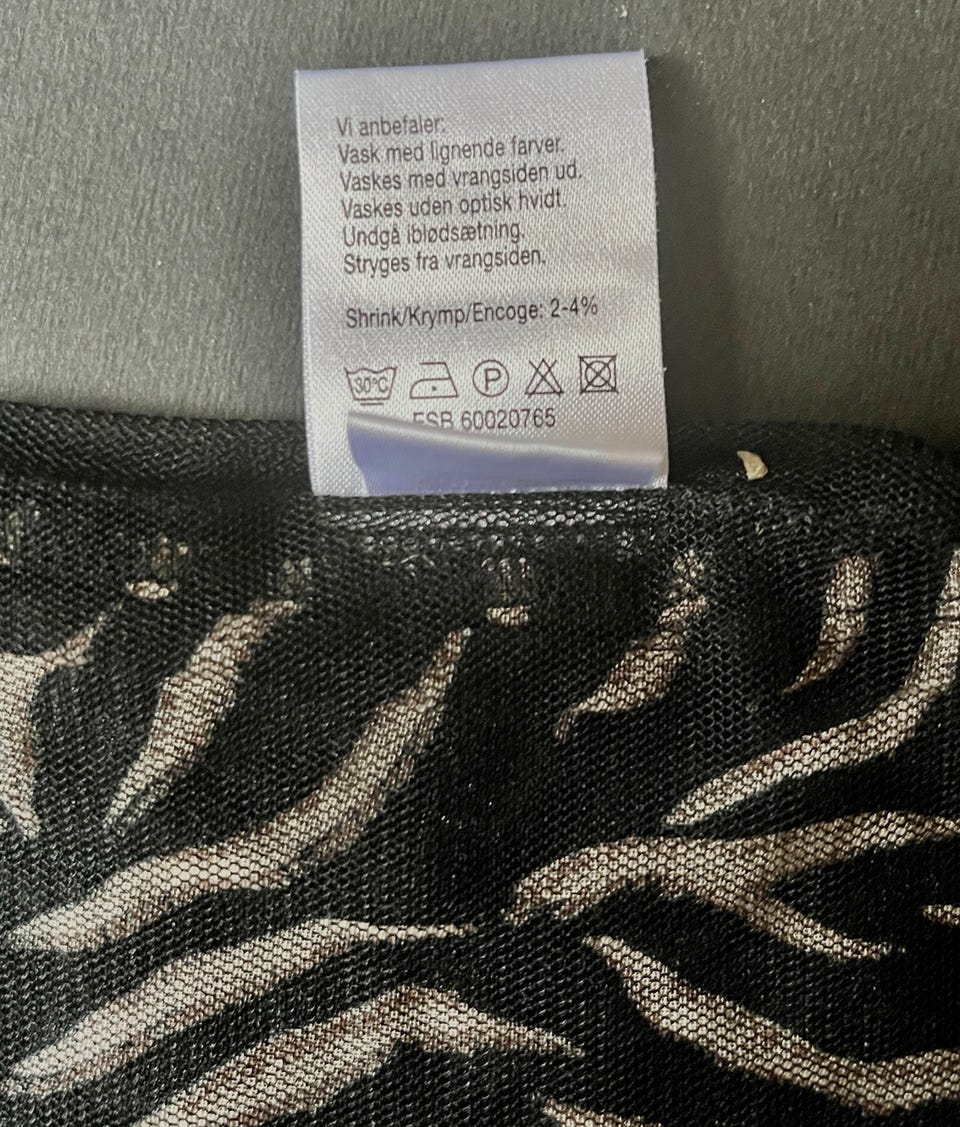 Vi anbefaler:
Vask med lignende farver.
Vaskes med vrangsiden ud.
Vaskes uden optisk hvidt.
Undgå iblødsætning.
Stryges fra vrangsiden.
Shrink/Krymp/Encoge: 2-4%
30°C P
60020765